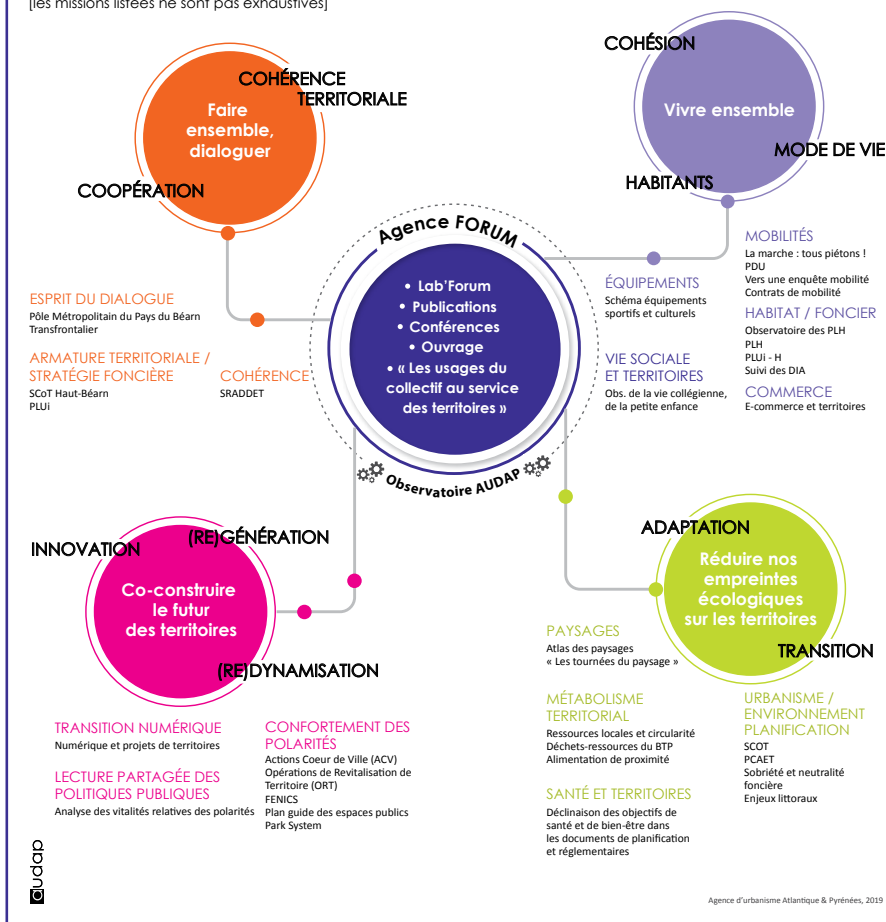 [les missions listées ne sont pas exhaustives]
COHÉRENCE
TERRITORIALE
Faire
ensemble,
dialoguer
COOPÉRATION
COHÉSION
Vivre ensemble
MODE DE VIE
HABITANTS
Agence FORUM
• Lab'Forum
• Publications
• Conférences
• Ouvrage
• « Les usages du
collectif au service
des territoires »
Observatoire AUDAP
ESPRIT DU DIALOGUE
Pôle Métropolitain du Pays du Béarn
Transfrontalier
ARMATURE TERRITORIALE /
STRATÉGIE FONCIÈRE
SCoT Haut-Béarn
PLUi
COHÉRENCE
SRADDET
ÉQUIPEMENTS
Schéma équipements
sportifs et culturels
VIE SOCIALE
ET TERRITOIRES
Obs. de la vie collégienne,
de la petite enfance
MOBILITÉS
La marche : tous piétons !
PDU
Vers une enquête mobilité
Contrats de mobilité
HABITAT / FONCIER
Observatoire des PLH
PLH
PLUi - H
Suivi des DIA
COMMERCE
E-commerce et territoires
INNOVATION
(RE)GÉNÉRATION
Co-construire
le futur
des territoires
(RE)DYNAMISATION
TRANSITION NUMÉRIQUE
Numérique et projets de territoires
LECTURE PARTAGÉE DES
POLITIQUES PUBLIQUES
Analyse des vitalités relatives des polarités
CONFORTEMENT DES
POLARITÉS
Actions Coeur de Ville (ACV)
Opérations de Revitalisation de
Territoire (ORT)
FENICS
Plan guide des espaces publics
Park System
ADAPTATION
Réduire nos
empreintes
écologiques
sur les territoires
TRANSITION
PAYSAGES
Atlas des paysages
« Les tournées du paysage »
MÉTABOLISME
TERRITORIAL
Ressources locales et circularité
Déchets-ressources du BTP
Alimentation de proximité
SANTÉ ET TERRITOIRES
Déclinaison des objectifs de
santé et de bien-être dans
les documents de planification
et réglementaires
URBANISME /
ENVIRONNEMENT
PLANIFICATION
SCOT
PCAET
Sobriété et neutralité
foncière
Enjeux littoraux
audap
Agence d'urbanisme Atlantique & Pyrénées, 2019